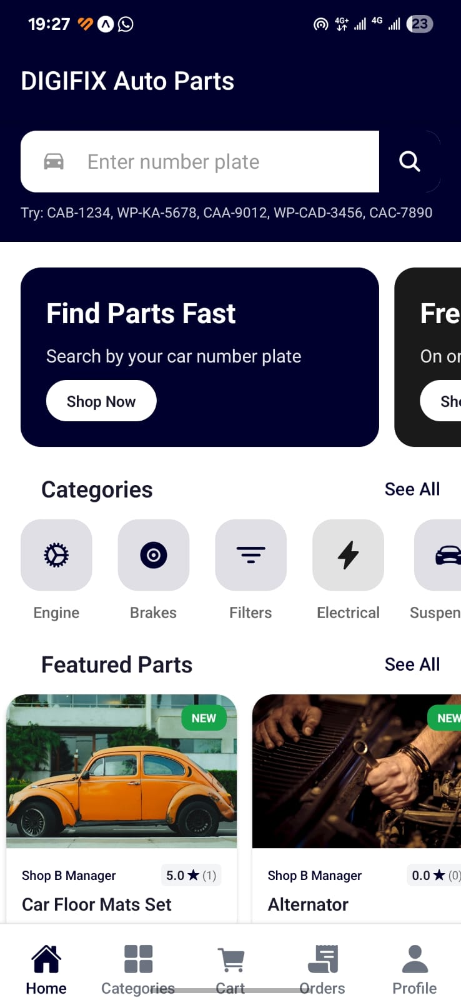 19:27 4G+ 4G 23
DIGIFIX Auto Parts
Enter number plate
Try: CAB-1234, WP-KA-5678, CAA-9012, WP-CAD-3456, CAC-7890
Find Parts Fast
Fre
Search by your car number plate
On or
Shop Now
Sho
Categories
See All
Engine
Brakes
Filters
Electrical
Suspen
Featured Parts
See All
NEW
NEW
Shop B Manager
5.0 ★ (1)
Car Floor Mats Set
Shop B Manager
0.0 ★ (0)
Alternator
Home
Categories
Cart
Orders
Profile